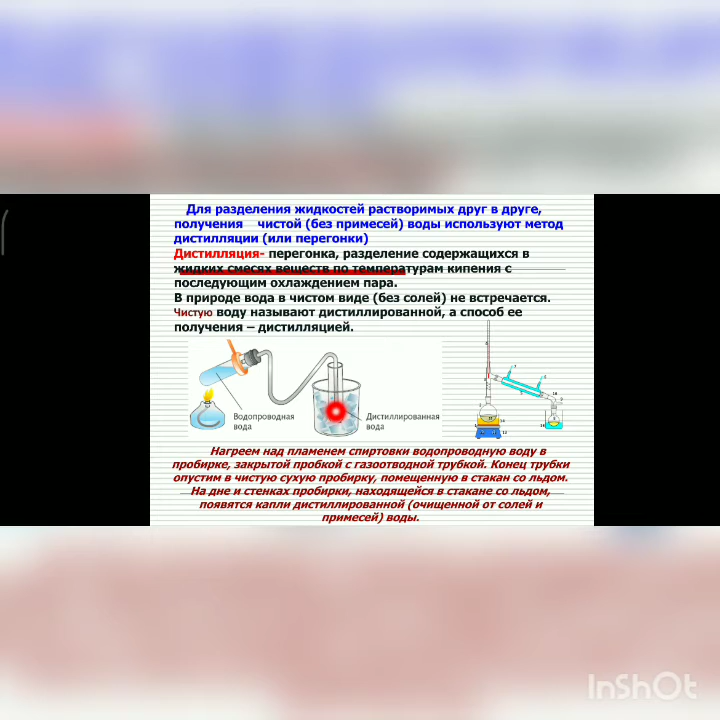 Для разделения жидкостей растворимых друг в друге,
получения чистой (без примесей) воды используют метод
дистилляции (или перегонки)
Дистилляция- перегонка, разделение содержащихся в
жидких смесях веществ по температурам кипения с
последующим охлаждением пара.
В природе вода в чистом виде (без солей) не встречается.
Чистую воду называют дистиллированной, а способ ее
получения – дистилляцией.
Водопроводная
вода
Дистиллированная
вода
Нагреем над пламенем спиртовки водопроводную воду в
пробирке, закрытой пробкой с газоотводной трубкой. Конец трубки
опустим в чистую сухую пробирку, помещенную в стакан со льдом.
На дне и стенках пробирки, находящейся в стакане со льдом,
появятся капли дистиллированной (очищенной от солей и
примесей) воды.
InShOt